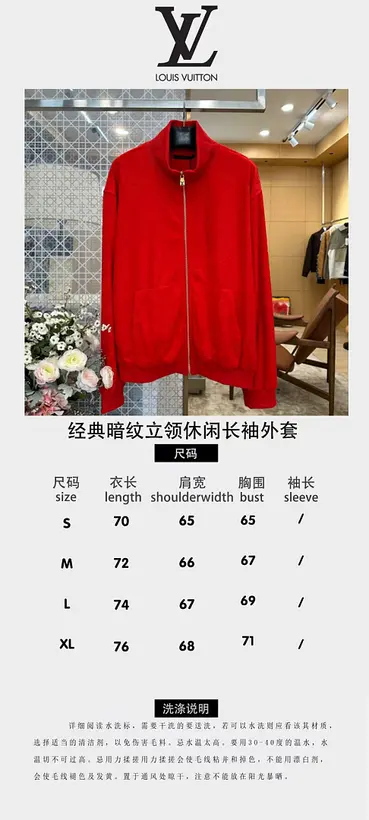 LV
LOUIS VUITTON
经典暗纹立领休闲长袖外套
尺码
尺码 衣长 肩宽 胸围 袖长
size length shoulderwidth bust sleeve
S 70 65 65 /
M 72 66 67 /
L 74 67 69 /
XL 76 68 71 /
洗涤说明
详细阅读水洗标，需要干洗的要送洗，若可以水洗则应看该其材质，
选择适当的清洁剂，以免伤害毛料。总水温太高，要用30-40度的温水，水
温切不可过高。总用力揉搓用力揉搓会使毛线粘并和掉色，不能用漂白剂，
会使毛线褪色及发黄。置于通风处晾干，注意不能放在阳光暴晒。